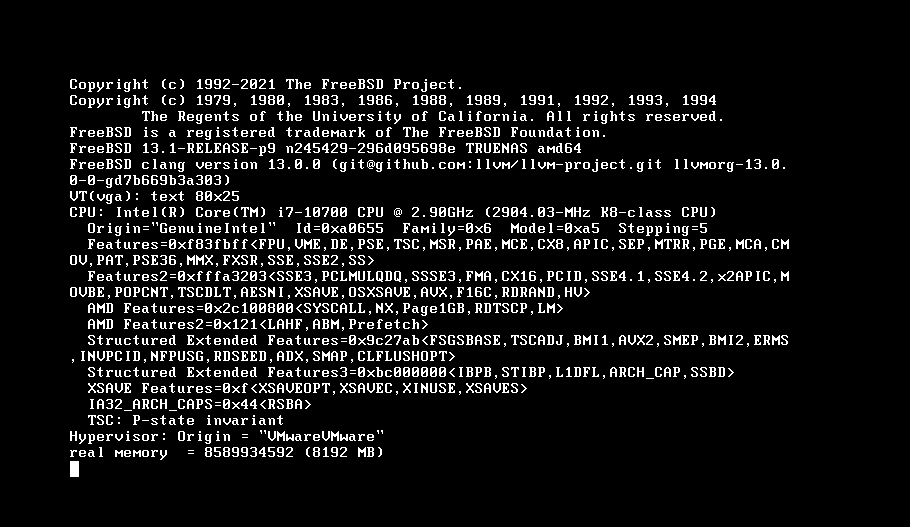 Copyright (c) 1992-2021 The FreeBSD Project.
Copyright (c) 1979, 1980, 1983, 1986, 1988, 1989, 1991, 1992, 1993, 1994
The Regents of the University of California. All rights reserved.
FreeBSD is a registered trademark of The FreeBSD Foundation.
FreeBSD 13.1-RELEASE-p9 n245429-296d095698e TRUENAS amd64
FreeBSD clang version 13.0.0 (git@github.com:llvm/llvm-project.git llvmorg-13.0.
0-0-gd7b669b3a303)
VT(vga): text 80x25
CPU: Intel(R) Core(TM) i7-10700 CPU @ 2.90GHz (2904.03-MHz K8-class CPU)
Origin="GenuineIntel"  Id=0xa0655  Family=0x6  Model=0xa5  Stepping=5
Features=0xf83fbff<FPU,VME,DE,PSE,TSC,MSR,PAE,MCE,CX8,APIC,SEP,MTRR,PGE,MCA,CM
OV,PAT,PSE36,MMX,FXSR,SSE,SSE2,SS>
Features2=0xfffa3203<SSE3,PCLMULQDQ,SSSE3,FMA,CX16,PCID,SSE4.1,SSE4.2,x2APIC,M
OVBE,POPCNT,TSCDLT,AESNI,XSAVE,OSXSAVE,AVX,F16C,RDRAND,HV>
AMD Features=0x2c100800<SYSCALL,NX,Page1GB,RDTSCP,LM>
AMD Features2=0x121<LAHF,ABM,Prefetch>
Structured Extended Features=0x9c27ab<FSGSBASE,TSCADJ,BMI1,AVX2,SMEP,BMI2,ERMS
,INVPCID,NFPUSG,RDSEED,ADX,SMAP,CLFLUSHOPT>
Structured Extended Features3=0xbc000000<IBPB,STIBP,L1DFL,ARCH_CAP,SSBD>
XSAVE Features=0xf<XSAVEOPT,XSAVEC,XINUSE,XSAVES>
IA32_ARCH_CAPS=0x44<RSBA>
TSC: P-state invariant
Hypervisor: Origin = "VMwareVMware"
real memory  = 8589934592 (8192 MB)